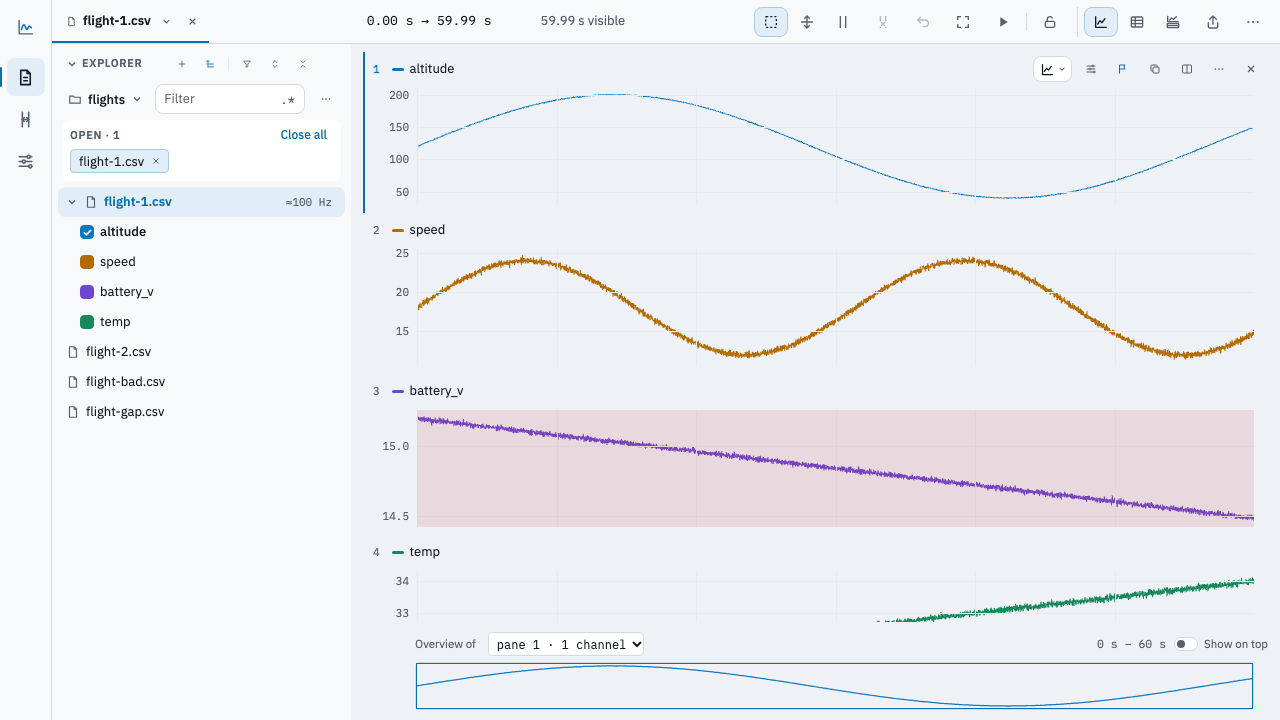 flight-1.csv
0.00 s → 59.99 s
59.99 s visible
EXPLORER
flights
Filter
.*
OPEN · 1
Close all
flight-1.csv
flight-1.csv
≈100 Hz
altitude
speed
battery_v
temp
flight-2.csv
flight-bad.csv
flight-gap.csv
1
altitude
200
150
100
50
2
speed
25
20
15
3
battery_v
15.0
14.5
4
temp
34
33
Overview of
pane 1 · 1 channel
0 s – 60 s
Show on top